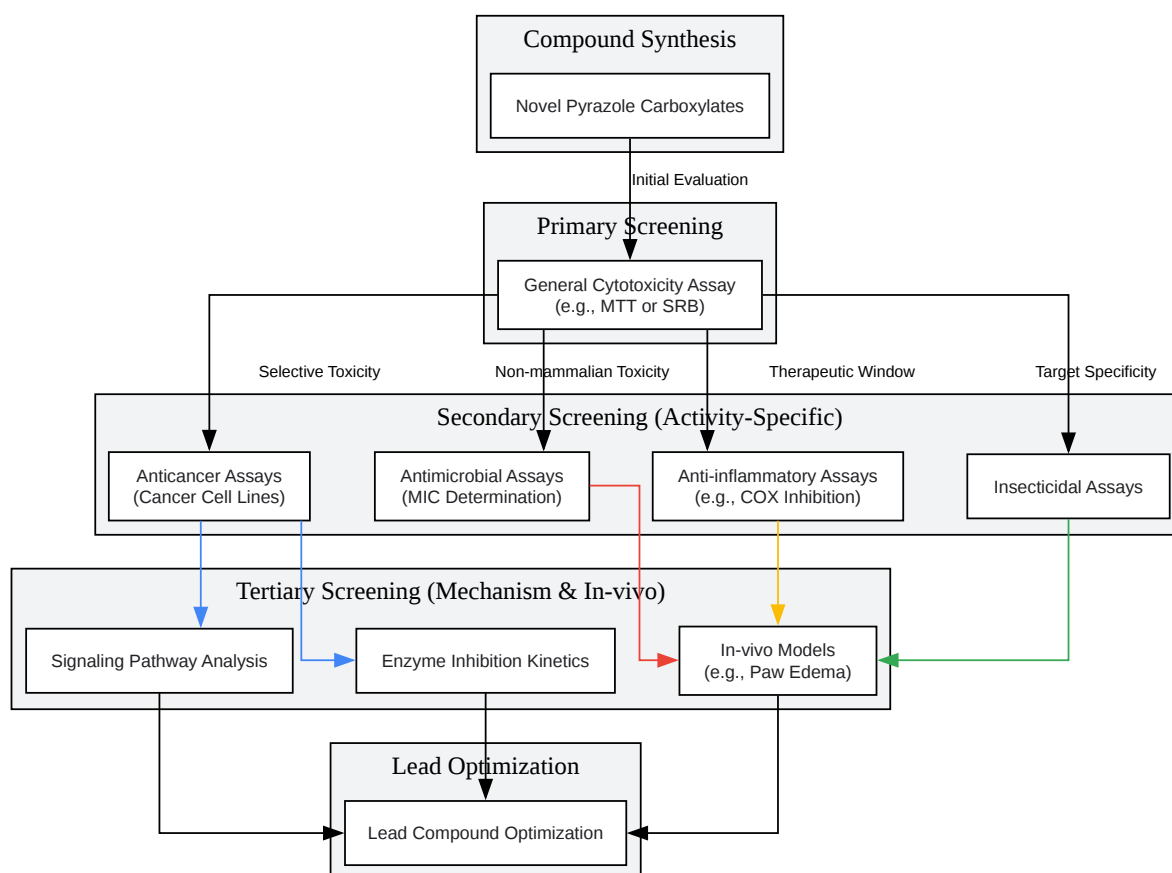 Compound Synthesis
Novel Pyrazole Carboxylates
Initial Evaluation
Primary Screening
General Cytotoxicity Assay
(e.g., MTT or SRB)
Selective Toxicity
Non-mammalian Toxicity
Therapeutic Window
Target Specificity
Secondary Screening (Activity-Specific)
Anticancer Assays
(Cancer Cell Lines)
Antimicrobial Assays
(MIC Determination)
Anti-inflammatory Assays
(e.g., COX Inhibition)
Insecticidal Assays
Tertiary Screening (Mechanism & In-vivo)
Signaling Pathway Analysis
Enzyme Inhibition Kinetics
In-vivo Models
(e.g., Paw Edema)
Lead Optimization
Lead Compound Optimization